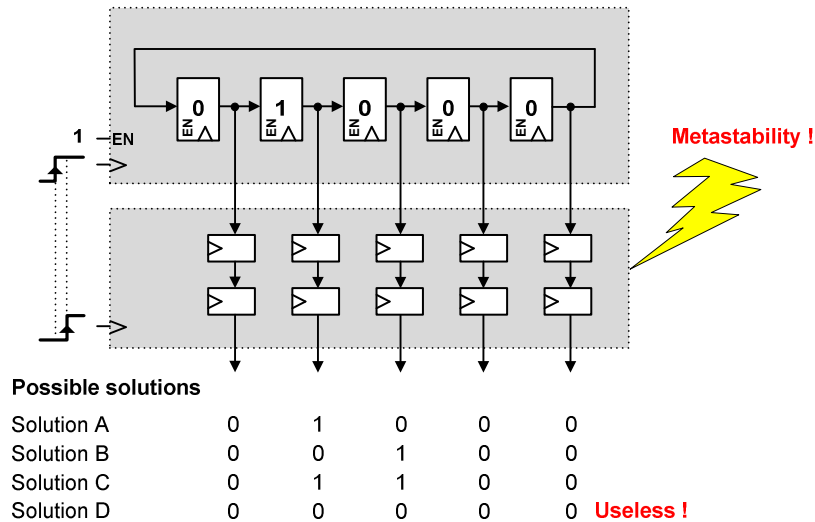 0 1 0 0 0
EN EN EN EN EN
1 EN
Metastability !
Possible solutions
Solution A 0 1 0 0 0
Solution B 0 0 1 0 0
Solution C 0 1 1 0 0
Solution D 0 0 0 0 0 Useless !